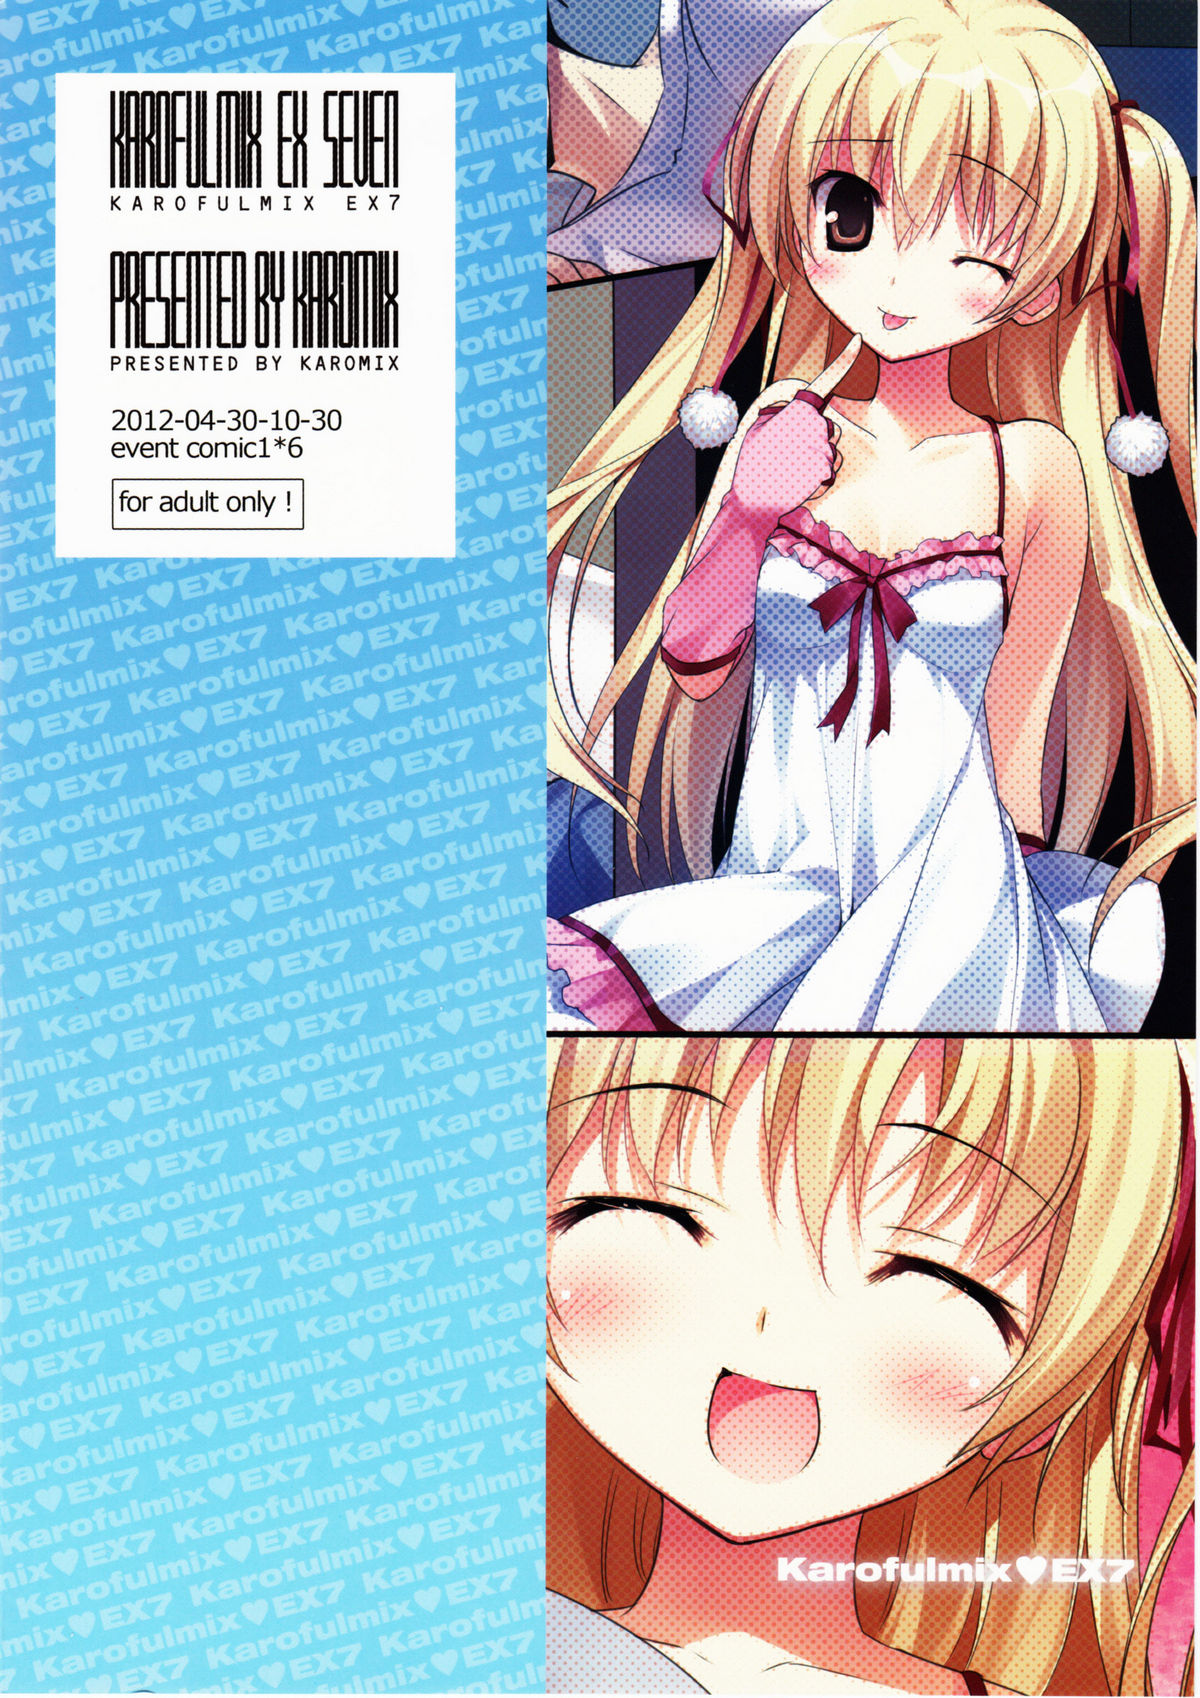 KAROFULMIX EX SEVEN
KAROFULMIX EX7
PRESENTED BY KAROMIX
PRESENTED BY KAROMIX
2012-04-30-10-30
event comic1*6
for adult only !
Karofulmix♥EX7